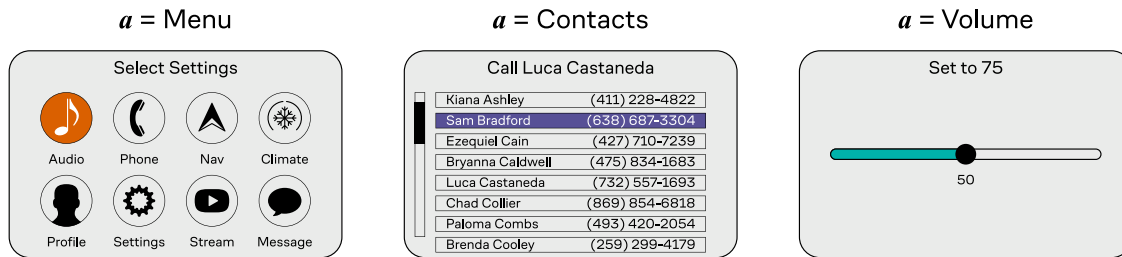 a = Menu
Select Settings
Audio Phone Nav Climate
Profile Settings Stream Message
a = Contacts
Call Luca Castaneda
Kiana Ashley (411) 228-4822
Sam Bradford (638) 687-3304
Ezequiel Cain (427) 710-7239
Bryanna Caldwell (475) 834-1683
Luca Castaneda (732) 557-1693
Chad Collier (869) 854-6818
Paloma Combs (493) 420-2054
Brenda Cooley (259) 299-4179
a = Volume
Set to 75
50